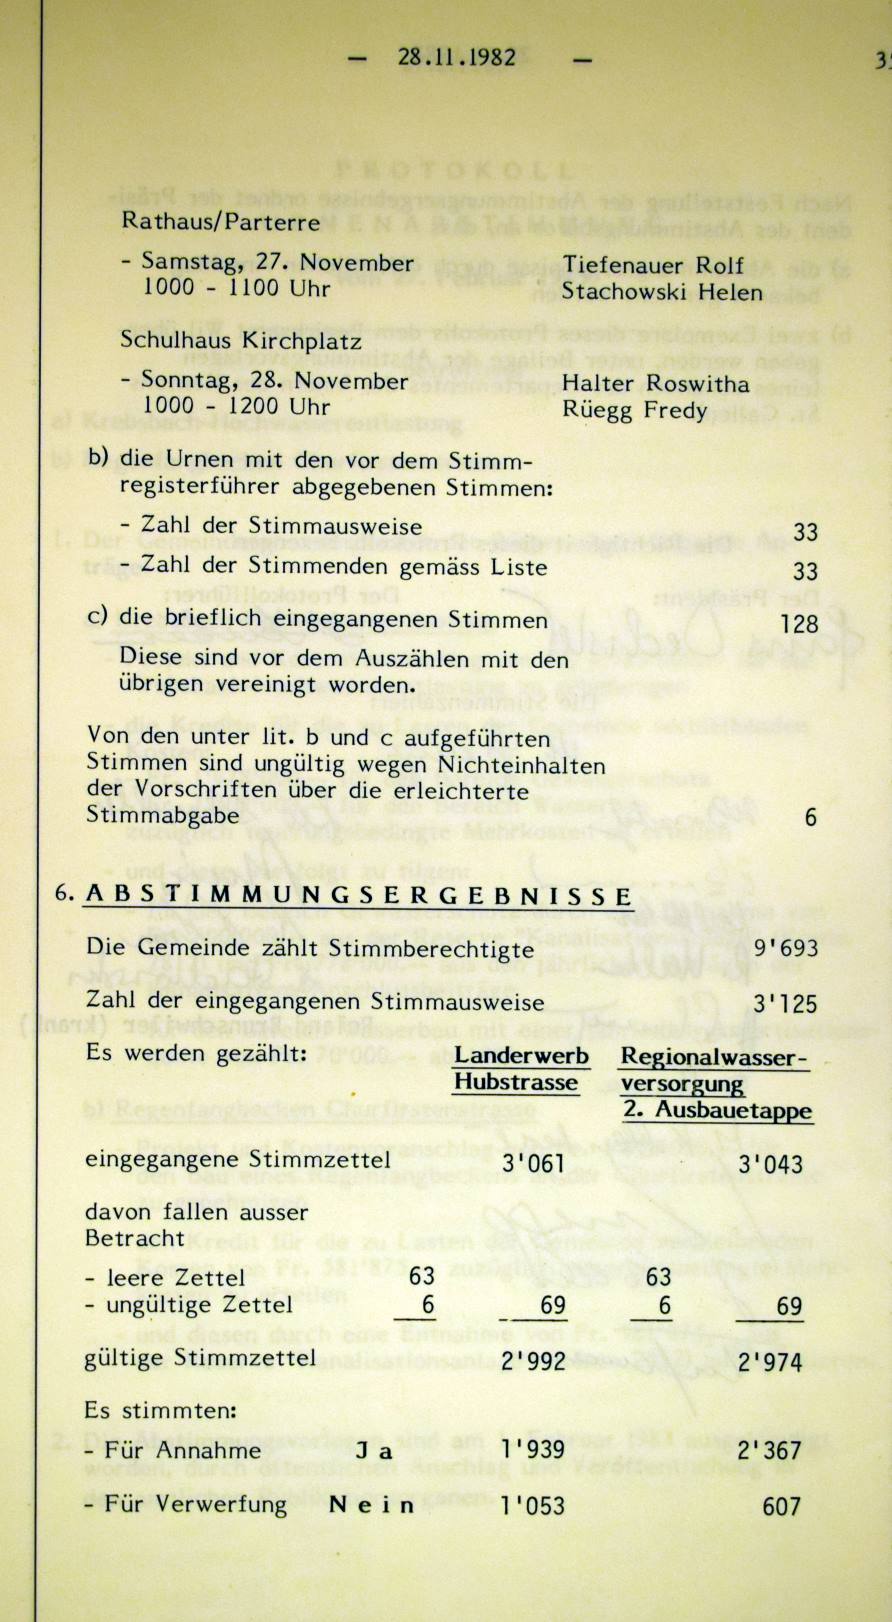 — 28.11.1982 —
Rathaus/Parterre
- Samstag, 27. November Tiefenauer Rolf
1000 - 1100 Uhr Stachowski Helen
Schulhaus Kirchplatz
- Sonntag, 28. November Halter Roswitha
1000 - 1200 Uhr Rüegg Fredy
b) die Urnen mit den vor dem Stimm-
registerführer abgegebenen Stimmen:
- Zahl der Stimmausweise 33
- Zahl der Stimmenden gemäss Liste 33
c) die brieflich eingegangenen Stimmen 128
Diese sind vor dem Auszählen mit den
übrigen vereinigt worden.
Von den unter lit. b und c aufgeführten
Stimmen sind ungültig wegen Nichteinhalten
der Vorschriften über die erleichterte
Stimmabgabe 6
6. ABSTIMMUNGSERGEBNISSE
Die Gemeinde zählt Stimmberechtigte 9'693
Zahl der eingegangenen Stimmausweise 3'125
Es werden gezählt: Landerwerb Regionalwasser-
Hubstrasse versorgung
2. Ausbauetappe
eingegangene Stimmzettel 3'061 3'043
davon fallen ausser
Betracht
- leere Zettel 63 63
- ungültige Zettel 6 69 6 69
gültige Stimmzettel 2'992 2'974
Es stimmten:
- Für Annahme Ja 1'939 2'367
- Für Verwerfung Nein 1'053 607